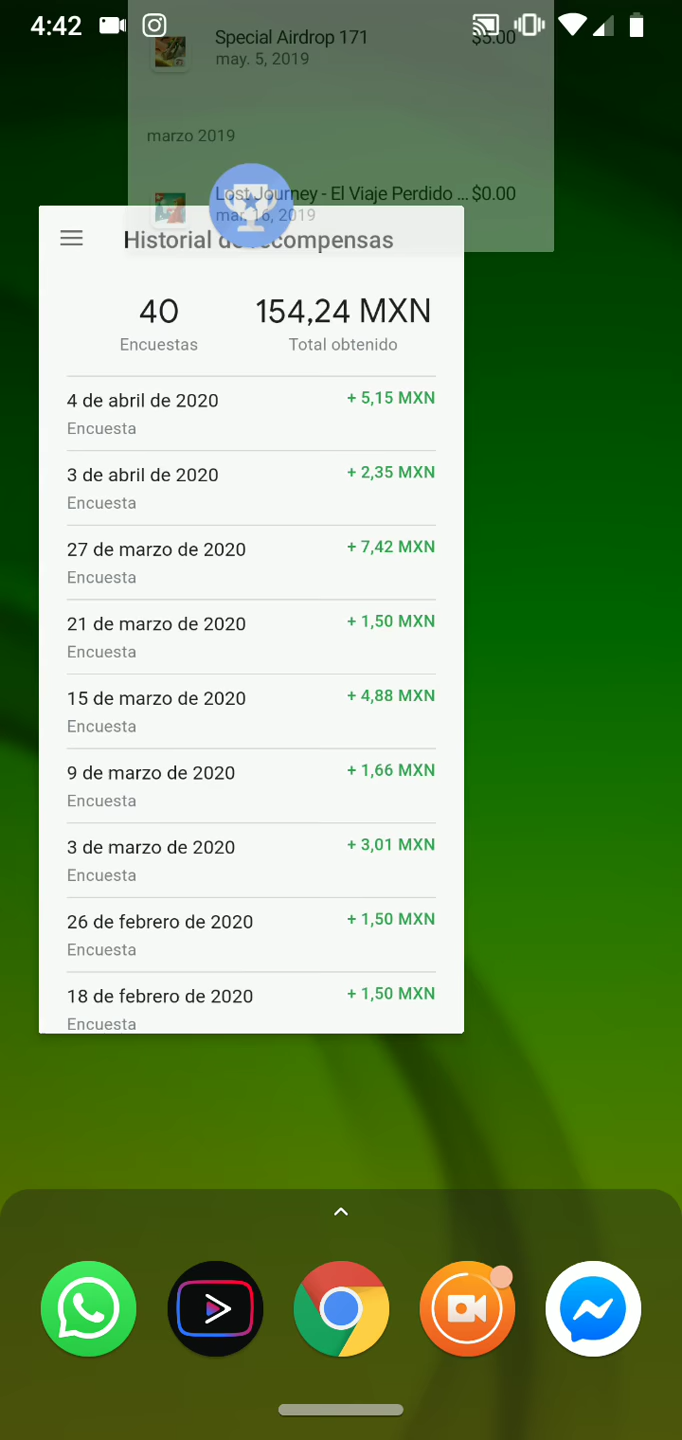 4:42
Special Airdrop 171 $5.00
may. 5, 2019
marzo 2019
Lost Journey - El Viaje Perdido ... $0.00
mar. 16, 2019
Historial de recompensas
40 154,24 MXN
Encuestas Total obtenido
4 de abril de 2020 + 5,15 MXN
Encuesta
3 de abril de 2020 + 2,35 MXN
Encuesta
27 de marzo de 2020 + 7,42 MXN
Encuesta
21 de marzo de 2020 + 1,50 MXN
Encuesta
15 de marzo de 2020 + 4,88 MXN
Encuesta
9 de marzo de 2020 + 1,66 MXN
Encuesta
3 de marzo de 2020 + 3,01 MXN
Encuesta
26 de febrero de 2020 + 1,50 MXN
Encuesta
18 de febrero de 2020 + 1,50 MXN
Encuesta